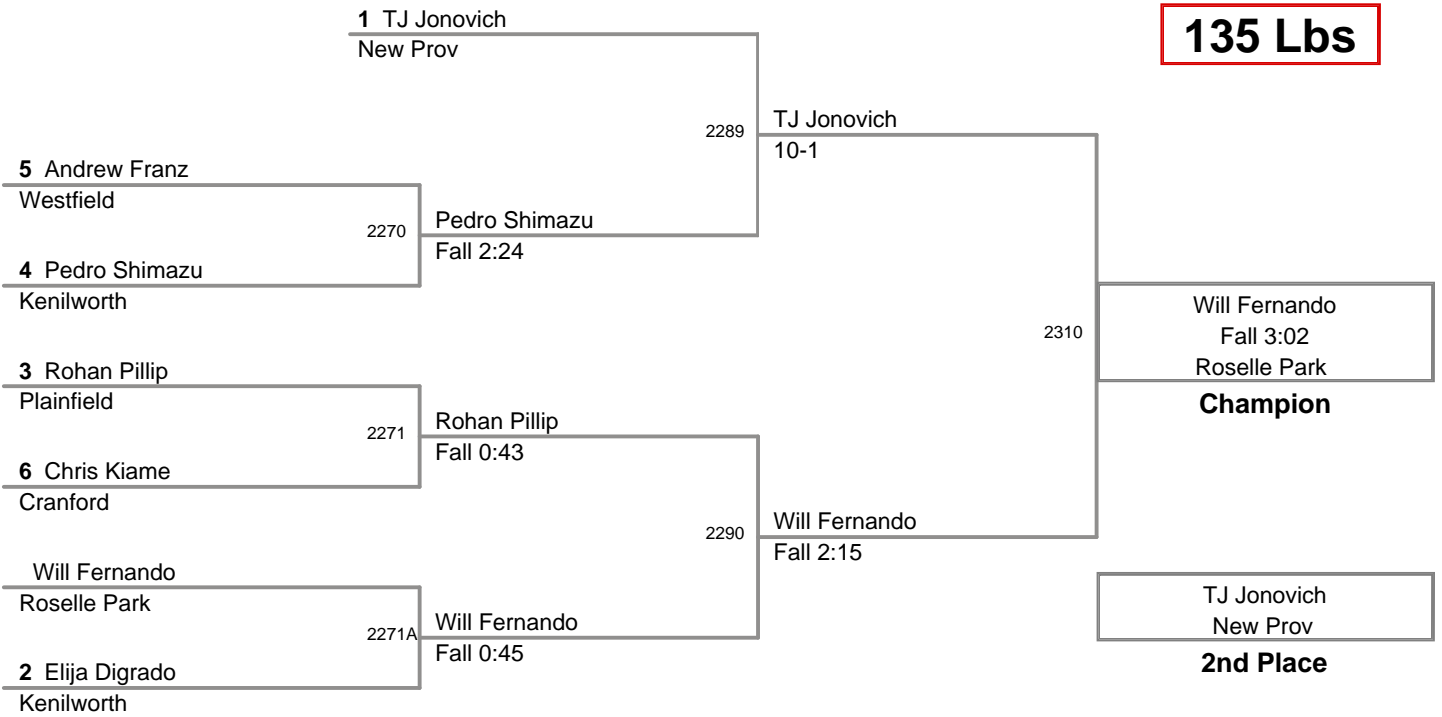 1 TJ Jonovich
New Prov
135 Lbs
2289
TJ Jonovich
10-1
5 Andrew Franz
Westfield
2270
Pedro Shimazu
Fall 2:24
4 Pedro Shimazu
Kenilworth
2310
Will Fernando
Fall 3:02
Roselle Park
Champion
3 Rohan Pillip
Plainfield
2271
Rohan Pillip
Fall 0:43
6 Chris Kiame
Cranford
2290
Will Fernando
Fall 2:15
Will Fernando
Roselle Park
2271A
Will Fernando
Fall 0:45
2 Elija Digrado
Kenilworth
TJ Jonovich
New Prov
2nd Place